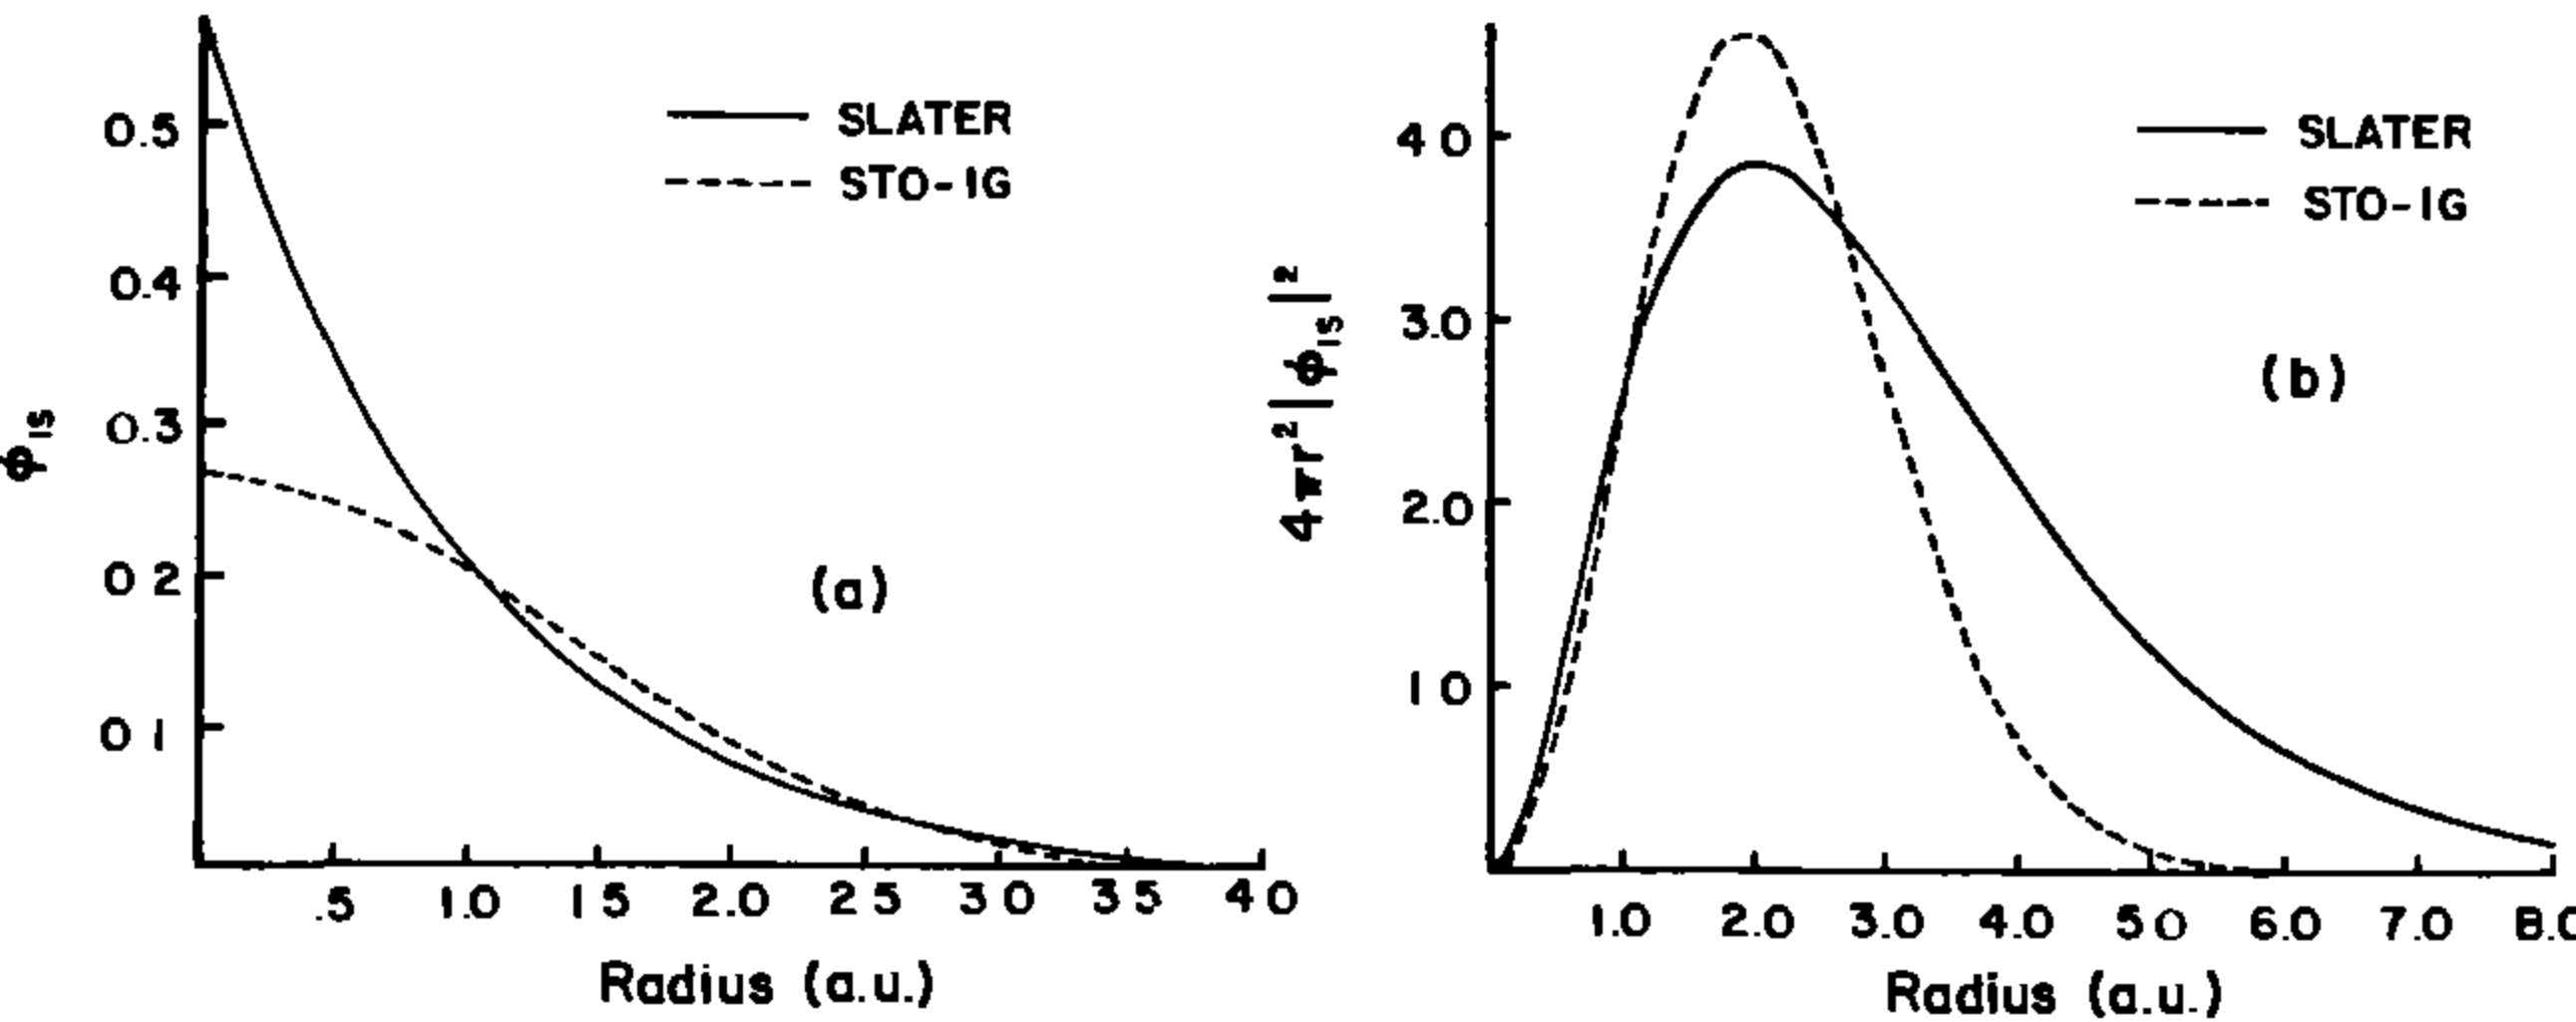 0.5
0.4
0.3
0 2
0 1
ϕ1S
SLATER
STO-1G
(a)
.5 1.0 1 5 2.0 2 5 3 0 3 5 4 0
Radius (a.u.)
4 0
3.0
2.0
1 0
4πr²|ϕ1S|²
SLATER
STO-1G
(b)
1.0 2.0 3.0 4.0 5 0 6.0 7.0 8.0
Radius (a.u.)